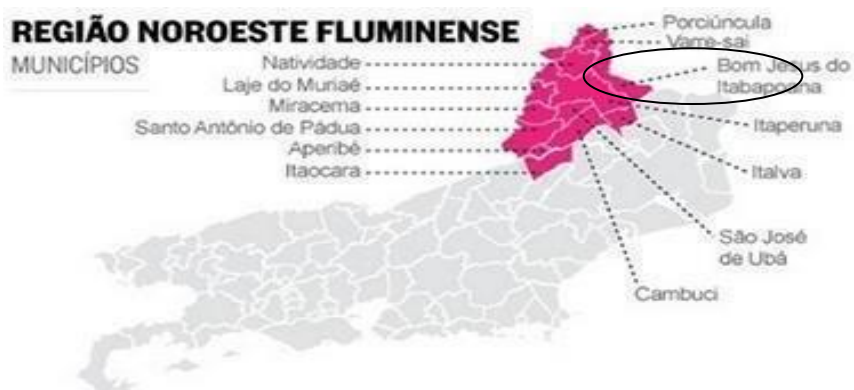 REGIÃO NOROESTE FLUMINENSE
MUNICÍPIOS
Natividade
Laje do Muriaé
Miracema
Santo Antônio de Pádua
Aperibé
Itaocara
Porciúncula
Varre-sai
Bom Jesus do
Itabapoana
Itaperuna
Italva
São José
de Ubá
Cambuci